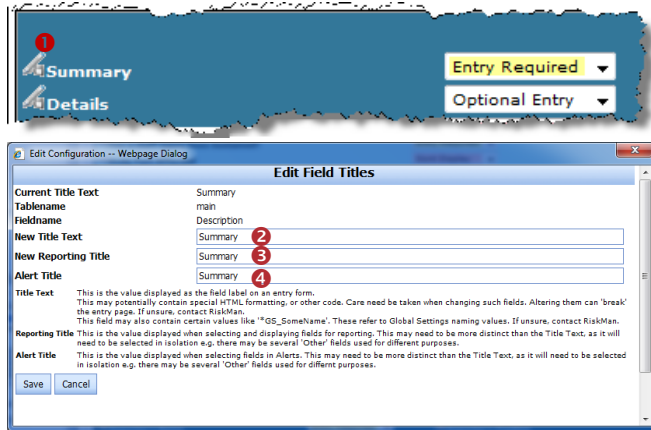 1
Summary Entry Required
Details Optional Entry
Edit Configuration -- Webpage Dialog
Edit Field Titles
Current Title Text Summary
Tablename main
Fieldname Description
New Title Text Summary 2
New Reporting Title Summary 3
Alert Title Summary 4
Title Text This is the value displayed as the field label on an entry form.
This may potentially contain special HTML formatting, or other code. Care need be taken when changing such fields. Altering them can 'break'
the entry page. If unsure, contact RiskMan.
This field may also contain certain values like '*GS_SomeName'. These refer to Global Settings naming values. If unsure, contact RiskMan.
Reporting Title This is the value displayed when selecting and displaying fields for reporting. This may need to be more distinct than the Title Text, as it will
need to be selected in isolation e.g. there may be several 'Other' fields used for different purposes.
Alert Title This is the value displayed when selecting fields in Alerts. This may need to be more distinct than the Title Text, as it will need to be selected
in isolation e.g. there may be several 'Other' fields used for differnt purposes.
Save Cancel